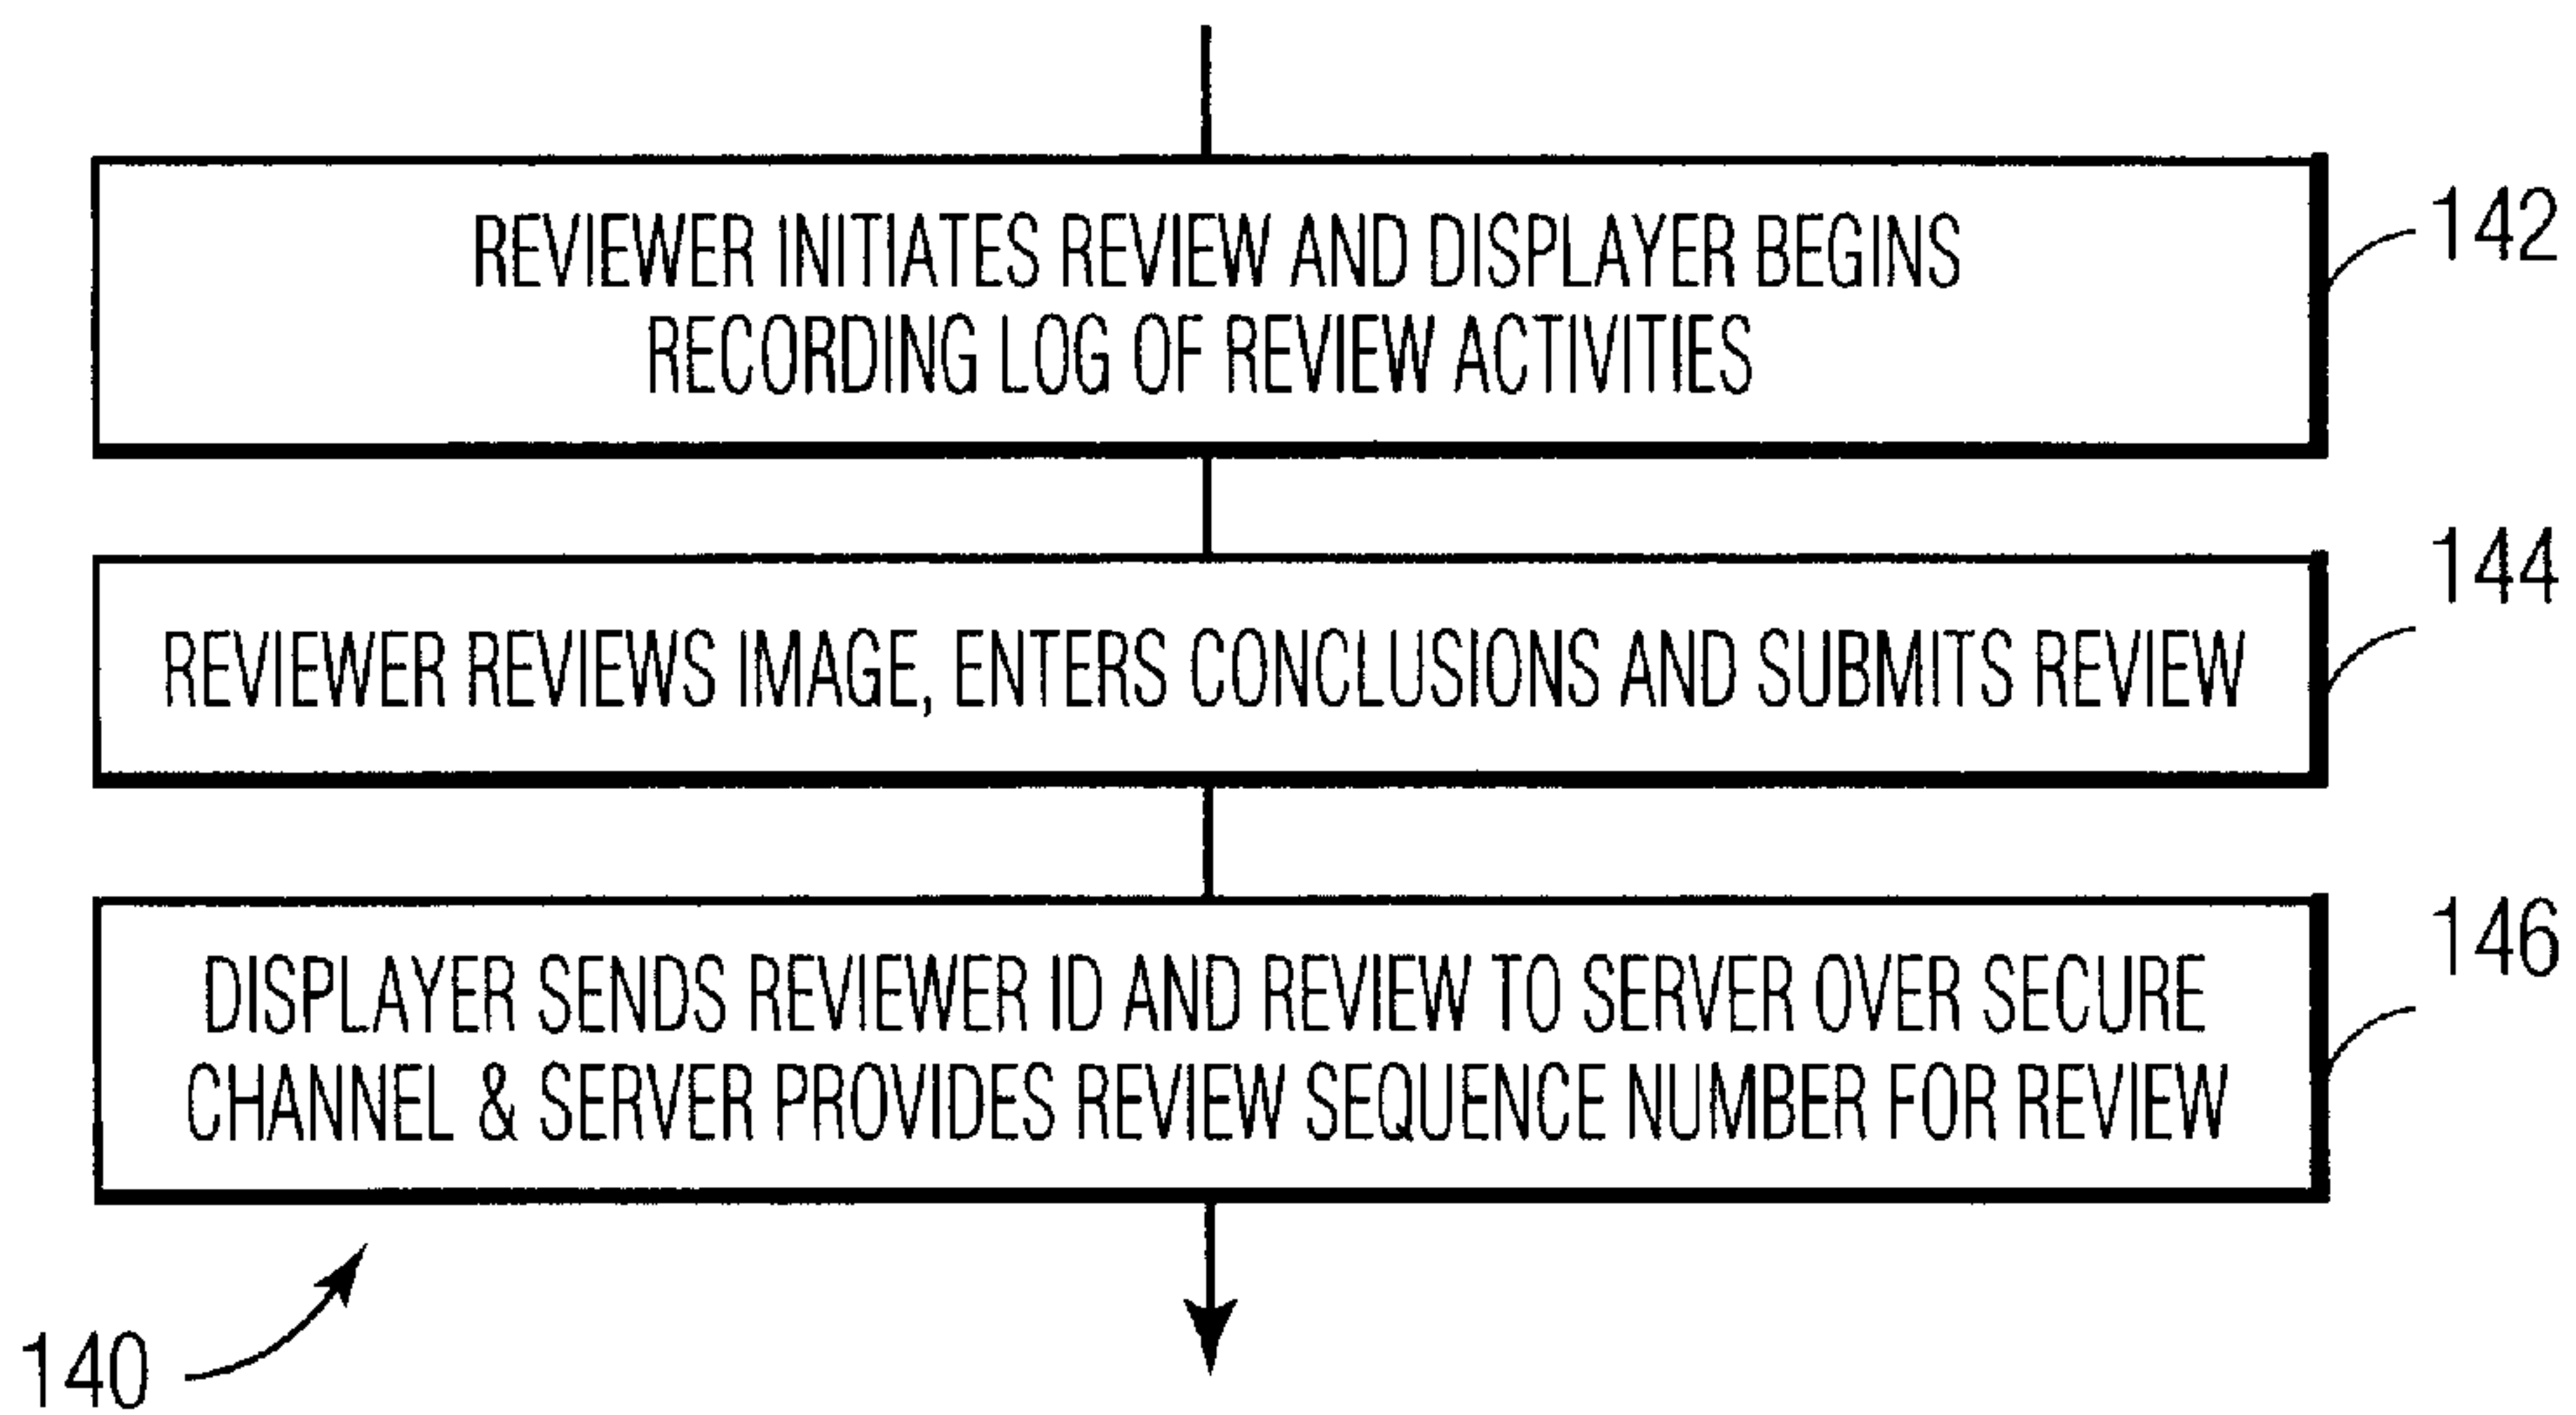 REVIEWER INITIATES REVIEW AND DISPLAYER BEGINS
RECORDING LOG OF REVIEW ACTIVITIES
142
144
REVIEWER REVIEWS IMAGE, ENTERS CONCLUSIONS AND SUBMITS REVIEW
146
DISPLAYER SENDS REVIEWER ID AND REVIEW TO SERVER OVER SECURE
CHANNEL & SERVER PROVIDES REVIEW SEQUENCE NUMBER FOR REVIEW
140